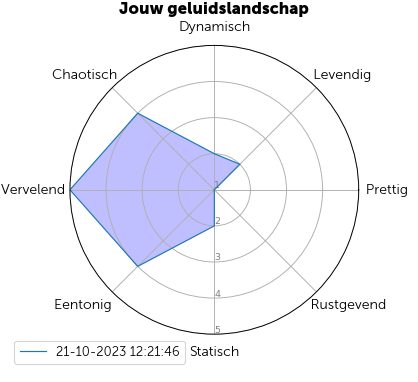 Jouw geluidslandschap
Dynamisch
Chaotisch
Levendig
Vervelend
Prettig
1
2
3
4
5
Eentonig
Rustgevend
21-10-2023 12:21:46
Statisch